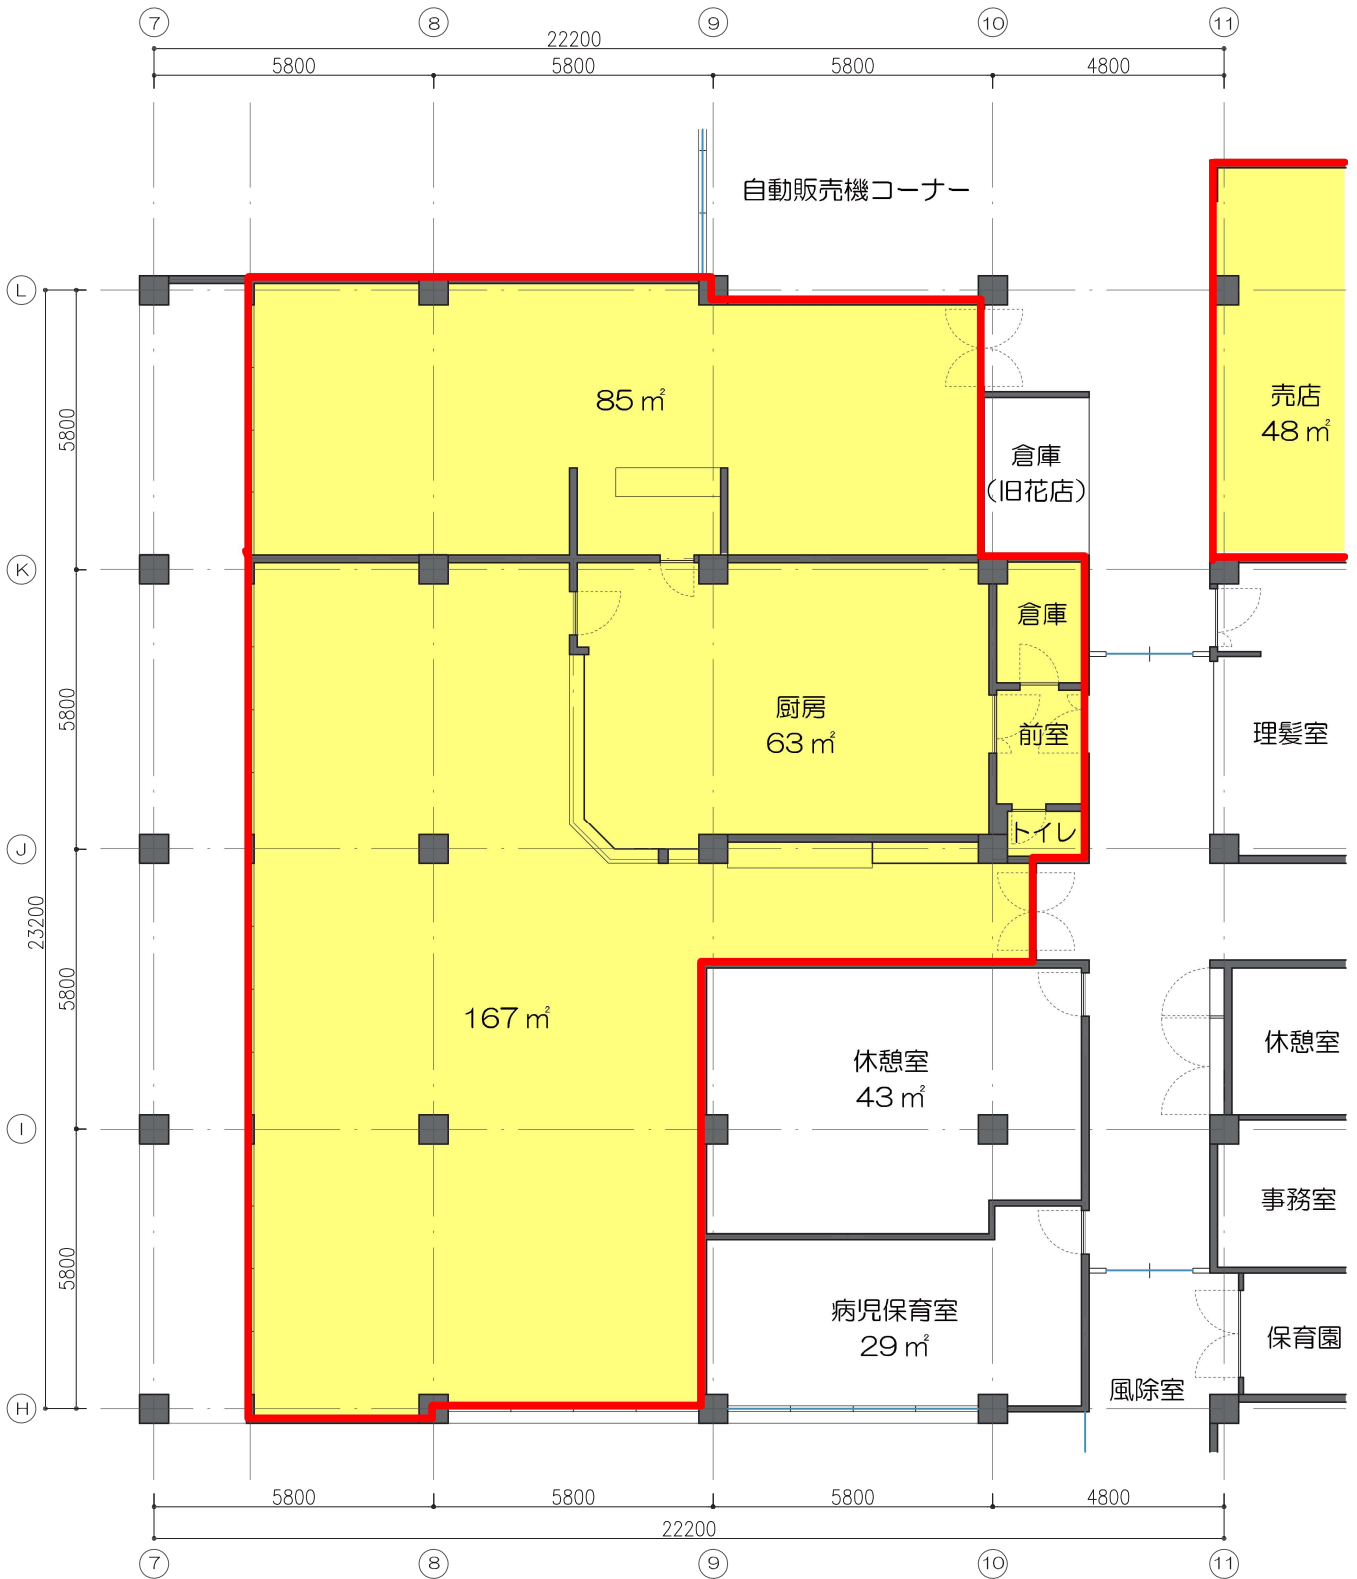 7 8 9 10 11
22200
5800 5800 5800 4800
自動販売機コーナー
L
85㎡
売店
48㎡
5800
倉庫
(旧花店)
K
倉庫
5800
厨房
63㎡
前室
理髪室
トイレ
J
23200
5800
167㎡
休憩室
43㎡
休憩室
I
事務室
5800
病児保育室
29㎡
保育園
風除室
H
5800 5800 5800 4800
22200
7 8 9 10 11